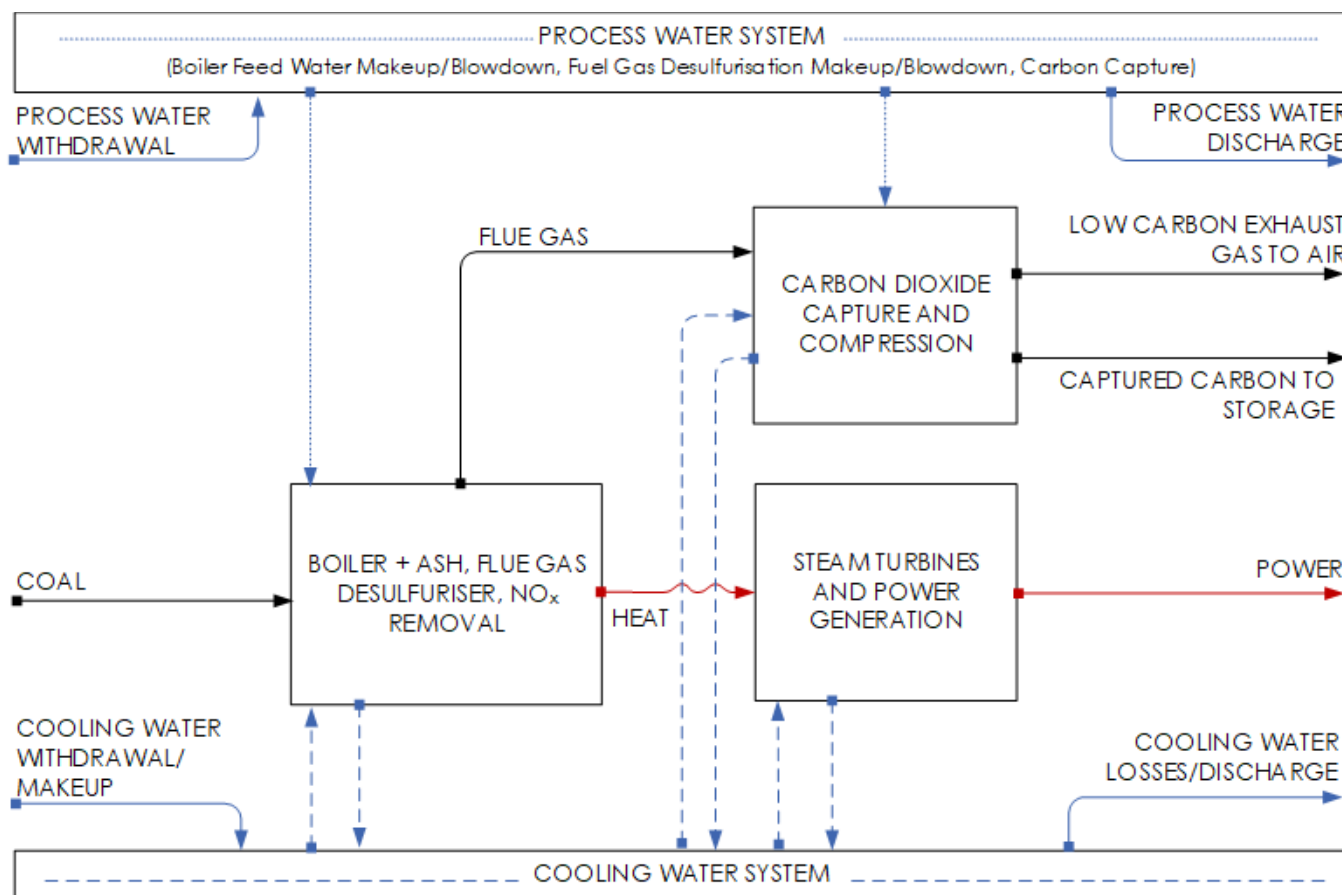 PROCESS WATER SYSTEM
(Boiler Feed Water Makeup/Blowdown, Fuel Gas Desulfurisation Makeup/Blowdown, Carbon Capture)
PROCESS WATER
WITHDRAWAL
PROCESS WATER
DISCHARGE
FLUE GAS
LOW CARBON EXHAUST
GAS TO AIR
CARBON DIOXIDE
CAPTURE AND
COMPRESSION
CAPTURED CARBON TO
STORAGE
COAL
BOILER + ASH, FLUE GAS
DESULFURISER, NOₓ
REMOVAL
HEAT
STEAM TURBINES
AND POWER
GENERATION
POWER
COOLING WATER
WITHDRAWAL/
MAKEUP
COOLING WATER
LOSSES/DISCHARGE
COOLING WATER SYSTEM